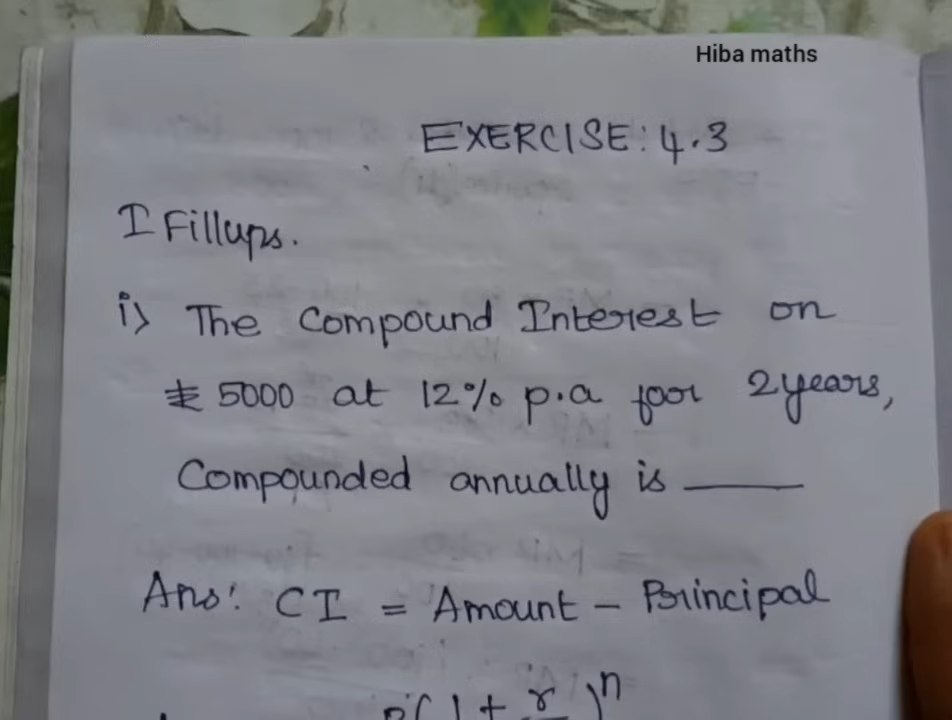 Hiba maths
EXERCISE: 4.3
I Fillups.
i) The Compound Interest on
₹ 5000 at 12% p.a for 2years,
Compounded annually is ____
Ans: CI = Amount - Principal
(1 + r )ⁿ